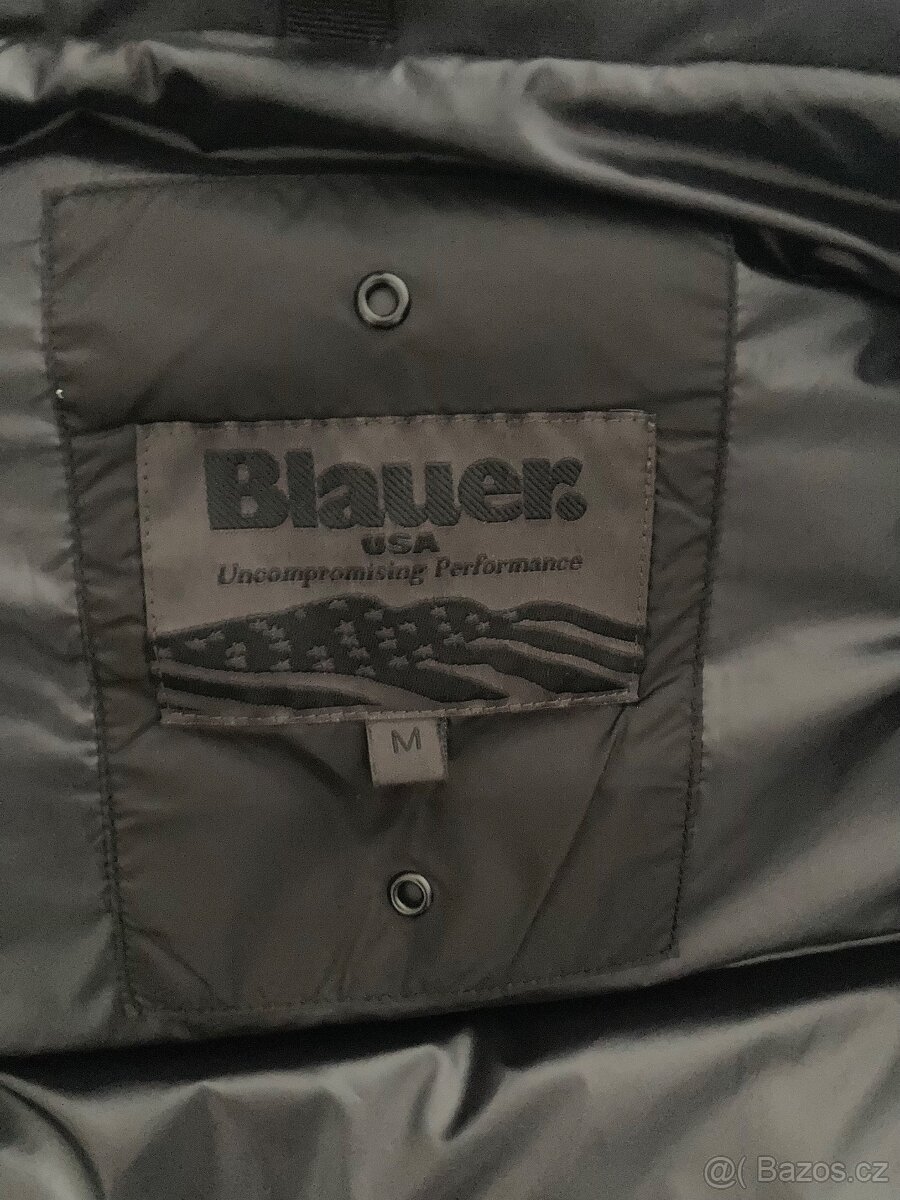 Blauer.
USA
Uncompromising Performance
M
@( Bazos.cz